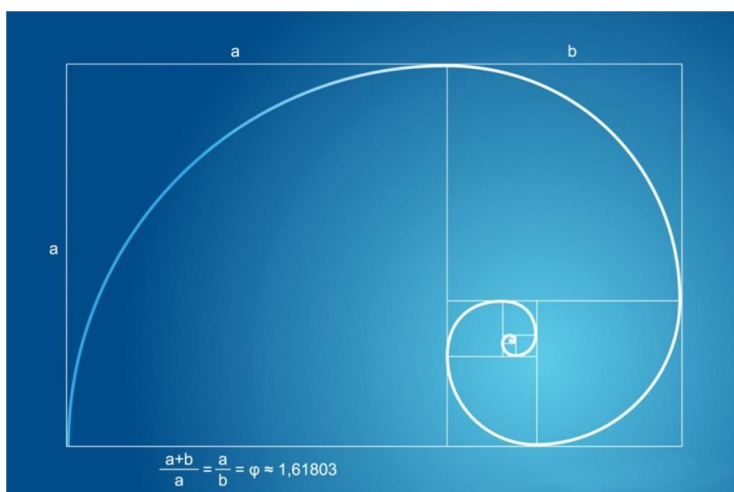 a b
a
a+b/a = a/b = φ ≈ 1,61803